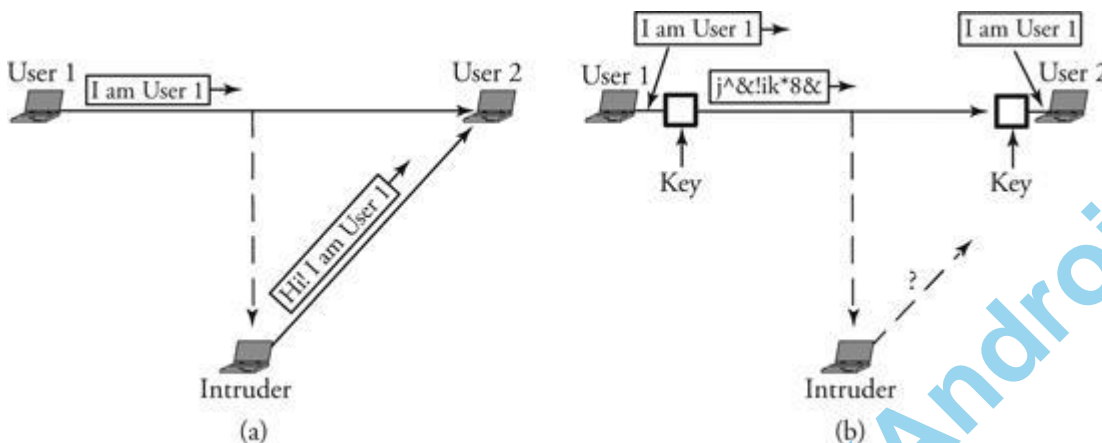 User 1
I am User 1
User 2
Hi! I am User 1
Intruder
(a)
I am User 1
I am User 1
User 1
j^&!ik*8&
User 2
Key
Key
?
Intruder
(b)
Androi